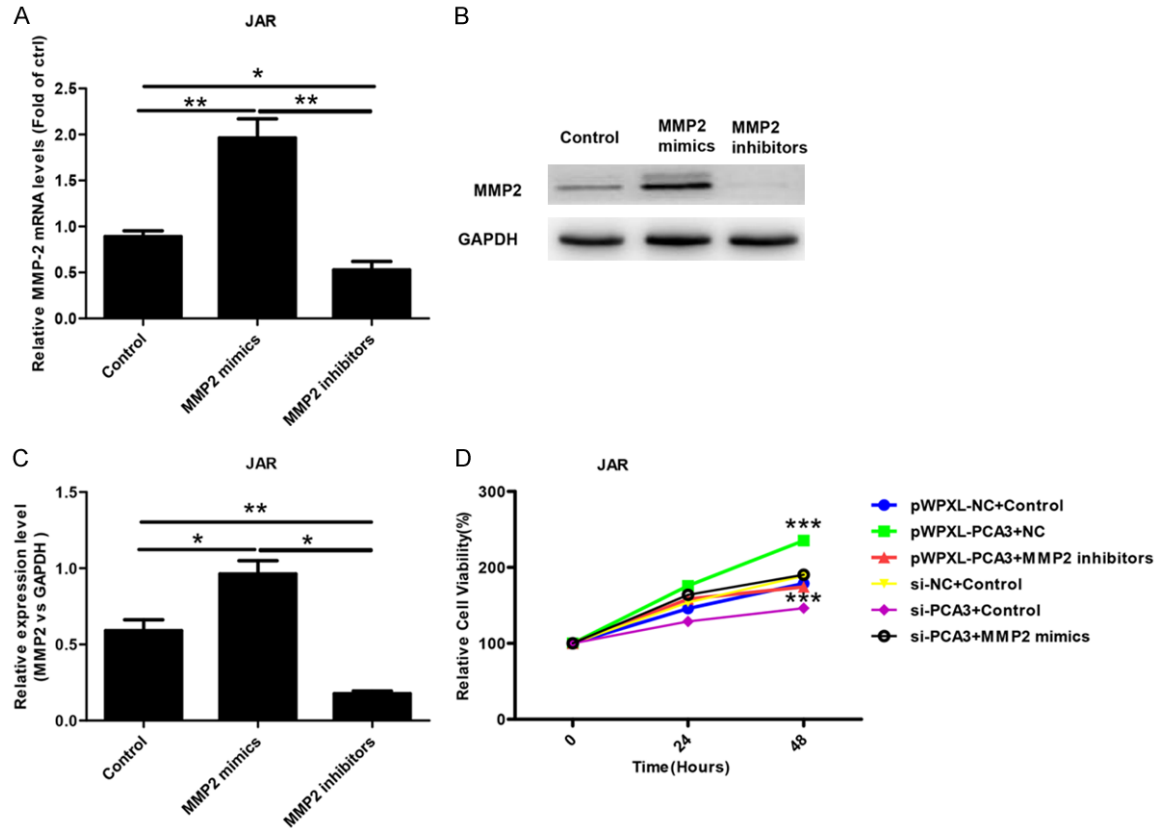 A
JAR
Relative MMP-2 mRNA levels (Fold of ctrl)
2.5
2.0
1.5
1.0
0.5
0.0
*
**
**
Control
MMP2 mimics
MMP2 inhibitors
B
Control
MMP2
mimics
MMP2
inhibitors
MMP2
GAPDH
C
JAR
Relative expression level
(MMP2 vs GAPDH )
1.5
1.0
0.5
0.0
**
*
*
Control
MMP2 mimics
MMP2 inhibitors
D
JAR
Relative Cell Viability(%)
300
200
100
0
***
***
0
24
48
Time(Hours)
pWPXL-NC+Control
pWPXL-PCA3+NC
pWPXL-PCA3+MMP2 inhibitors
si-NC+Control
si-PCA3+Control
si-PCA3+MMP2 mimics